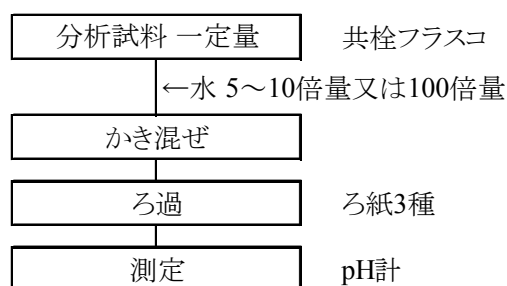 分析試料 一定量 共栓フラスコ
←水 5～10倍量又は100倍量
かき混ぜ
ろ過 ろ紙3種
測定 pH計